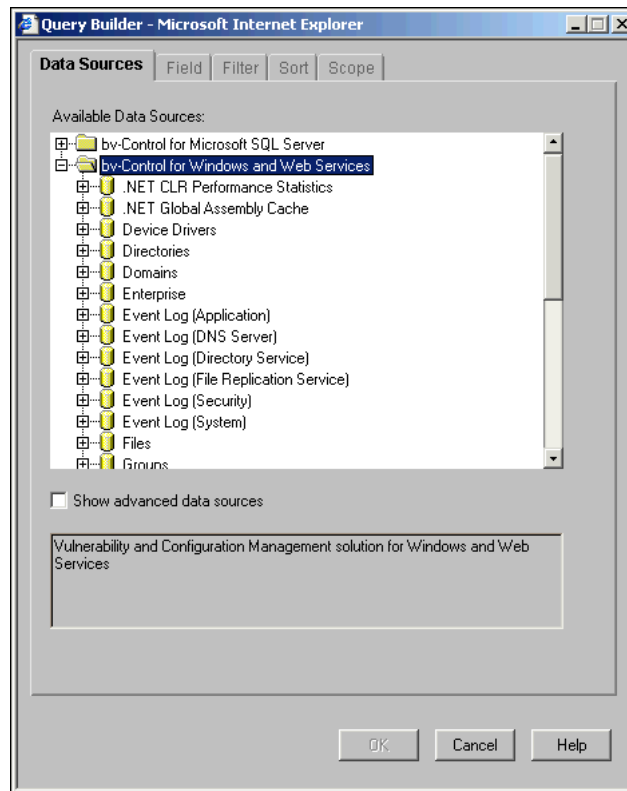 Query Builder - Microsoft Internet Explorer
Data Sources Field Filter Sort Scope
Available Data Sources:
bv-Control for Microsoft SQL Server
bv-Control for Windows and Web Services
.NET CLR Performance Statistics
.NET Global Assembly Cache
Device Drivers
Directories
Domains
Enterprise
Event Log (Application)
Event Log (DNS Server)
Event Log (Directory Service)
Event Log (File Replication Service)
Event Log (Security)
Event Log (System)
Files
Groups
Show advanced data sources
Vulnerability and Configuration Management solution for Windows and Web
Services
OK Cancel Help